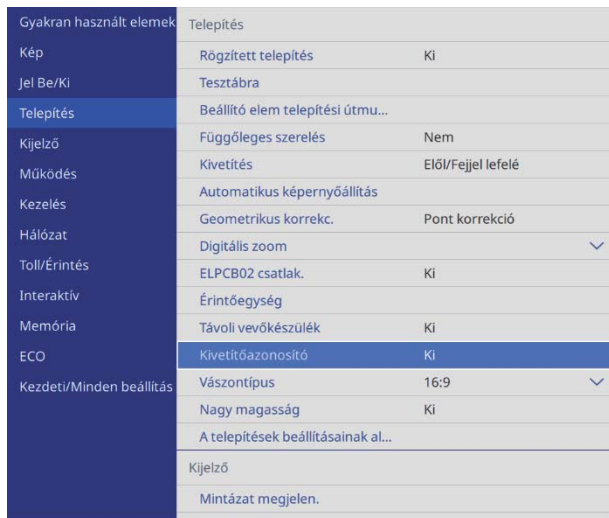 Gyakran használt elemek
Kép
Jel Be/Ki
Telepítés
Kijelző
Működés
Kezelés
Hálózat
Toll/Érintés
Interaktív
Memória
ECO
Kezdeti/Minden beállítás
Telepítés
Rögzített telepítés Ki
Tesztábra
Beállító elem telepítési útmu...
Függőleges szerelés Nem
Kivetítés Elől/Fejjel lefelé
Automatikus képernyőállítás
Geometrikus korrekc. Pont korrekció
Digitális zoom
ELPCB02 csatlak. Ki
Érintőegység
Távoli vevőkészülék Ki
Kivetítőazonosító Ki
Vászontípus 16:9
Nagy magasság Ki
A telepítések beállításainak al...
Kijelző
Mintázat megjelen.